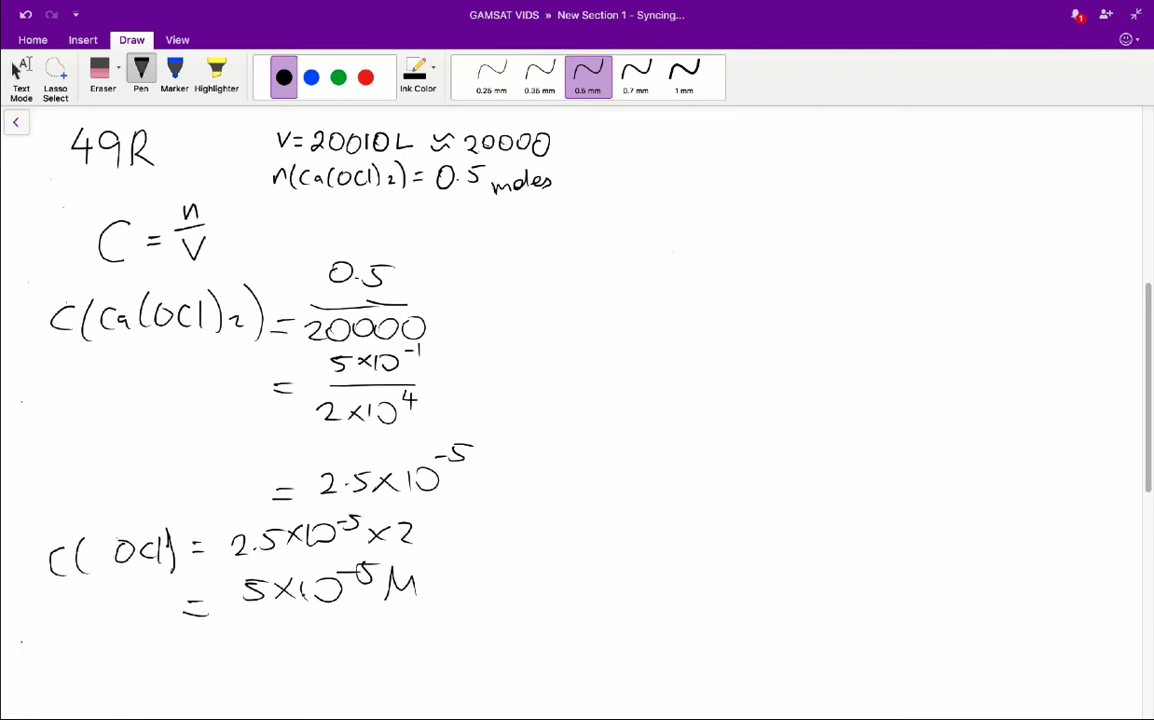 GAMSAT VIDS » New Section 1 - Syncing...
1
Home Insert Draw View
Text Mode
Lasso Select
Eraser
Pen
Marker
Highlighter
Ink Color
0.25 mm
0.35 mm
0.5 mm
0.7 mm
1 mm
49R
V=20010L ≈ 20000
n(Ca(OCl)2)= 0.5 moles
C = n/V
C(Ca(OCl)2) = 0.5/20000
= 5×10⁻¹/2×10⁴
= 2.5×10⁻⁵
C( OCl) = 2.5×10⁻⁵×2
= 5×10⁻⁵M